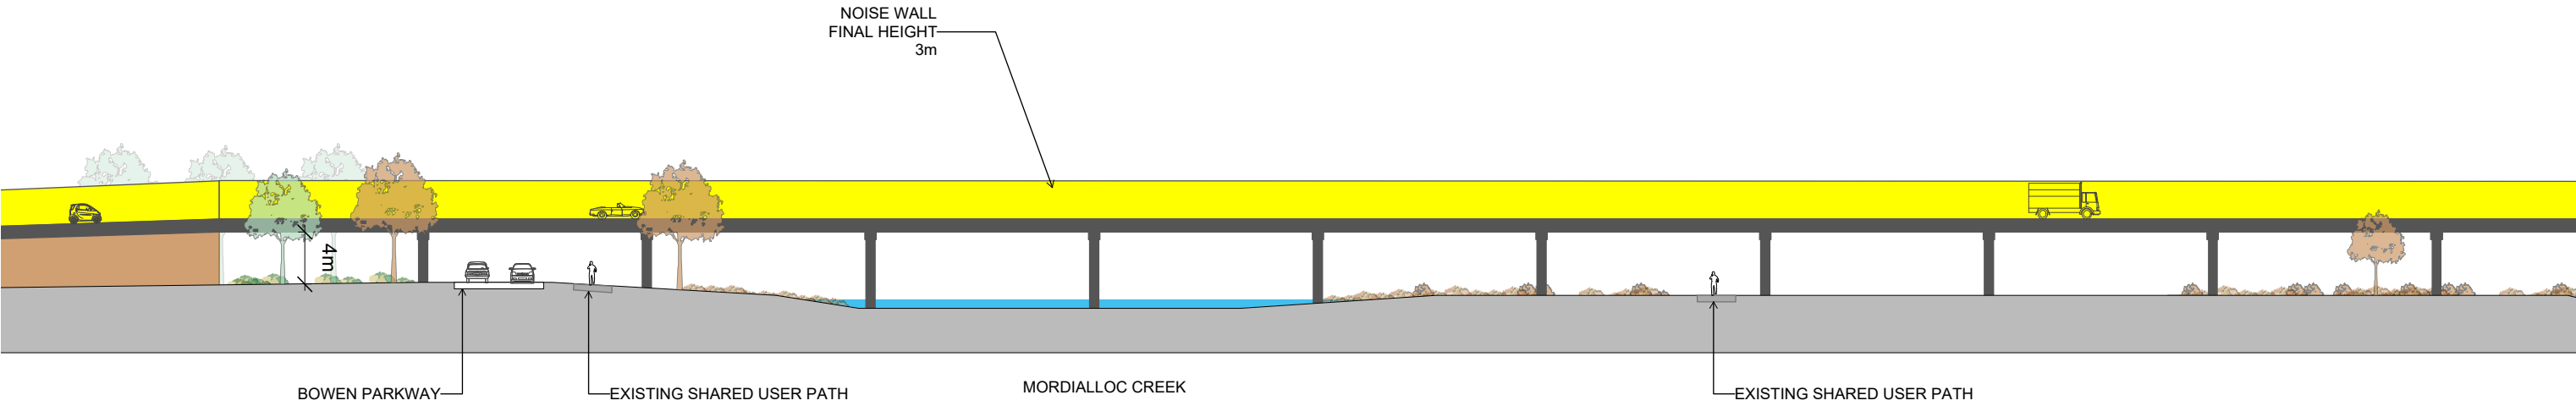 NOISE WALL
FINAL HEIGHT
3m
4m
BOWEN PARKWAY
EXISTING SHARED USER PATH
MORDIALLOC CREEK
EXISTING SHARED USER PATH